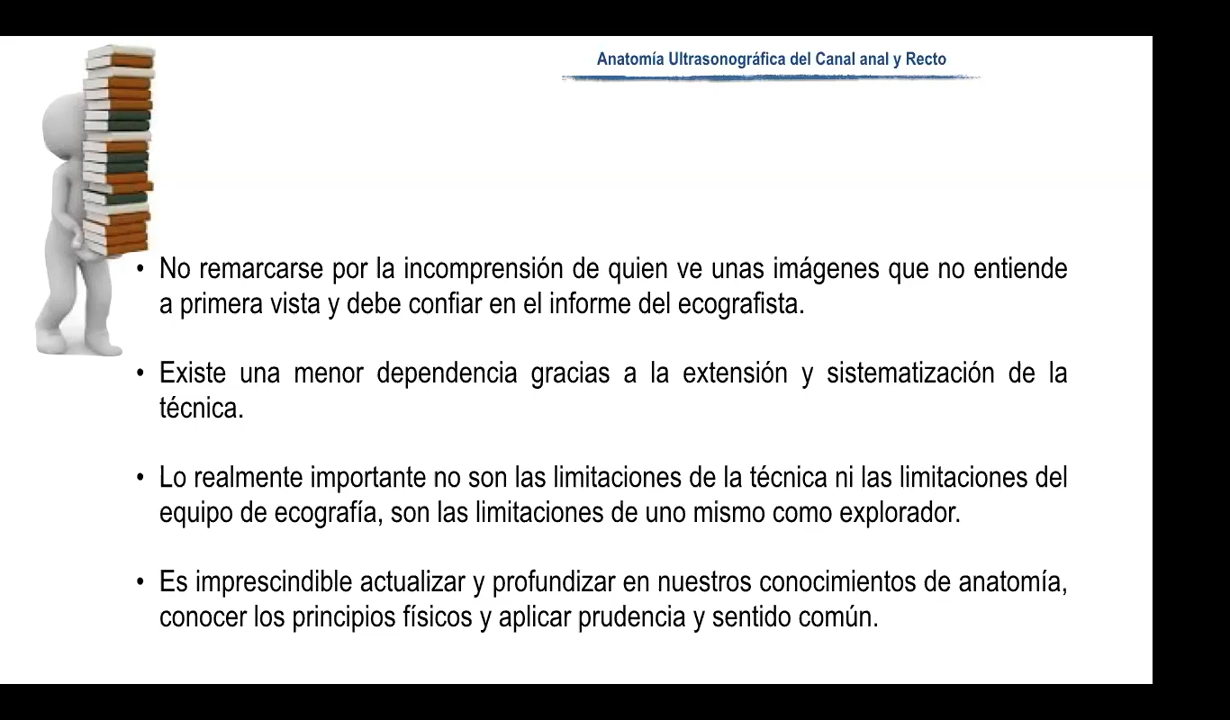 Anatomía Ultrasonográfica del Canal anal y Recto
• No remarcarse por la incomprensión de quien ve unas imágenes que no entiende
a primera vista y debe confiar en el informe del ecografista.
• Existe una menor dependencia gracias a la extensión y sistematización de la
técnica.
• Lo realmente importante no son las limitaciones de la técnica ni las limitaciones del
equipo de ecografía, son las limitaciones de uno mismo como explorador.
• Es imprescindible actualizar y profundizar en nuestros conocimientos de anatomía,
conocer los principios físicos y aplicar prudencia y sentido común.